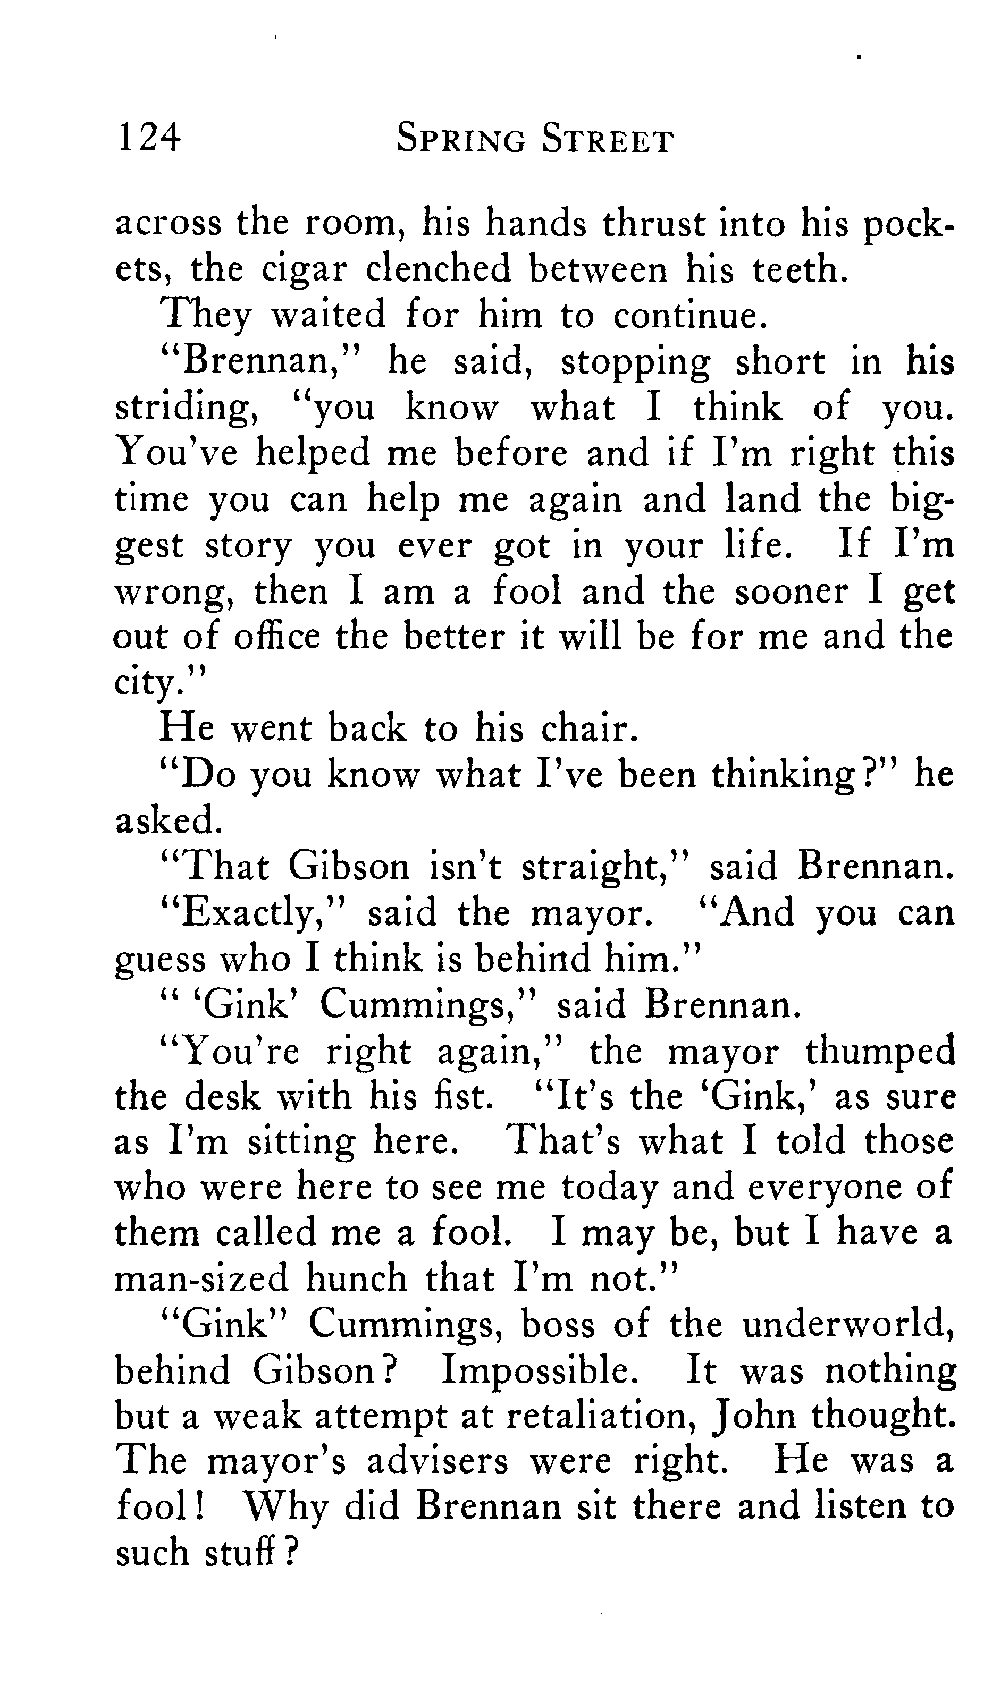 124 SPRING STREET
across the room, his hands thrust into his pock-
ets, the cigar clenched between his teeth.
They waited for him to continue.
“Brennan,” he said, stopping short in his
striding, “you know what I think of you.
You’ve helped me before and if I’m right this
time you can help me again and land the big-
gest story you ever got in your life. If I’m
wrong, then I am a fool and the sooner I get
out of office the better it will be for me and the
city.”
He went back to his chair.
“Do you know what I’ve been thinking?” he
asked.
“That Gibson isn’t straight,” said Brennan.
“Exactly,” said the mayor. “And you can
guess who I think is behind him.”
“ ‘Gink’ Cummings,” said Brennan.
“You’re right again,” the mayor thumped
the desk with his fist. “It’s the ‘Gink,’ as sure
as I’m sitting here. That’s what I told those
who were here to see me today and everyone of
them called me a fool. I may be, but I have a
man-sized hunch that I’m not.”
“Gink” Cummings, boss of the underworld,
behind Gibson? Impossible. It was nothing
but a weak attempt at retaliation, John thought.
The mayor’s advisers were right. He was a
fool! Why did Brennan sit there and listen to
such stuff?